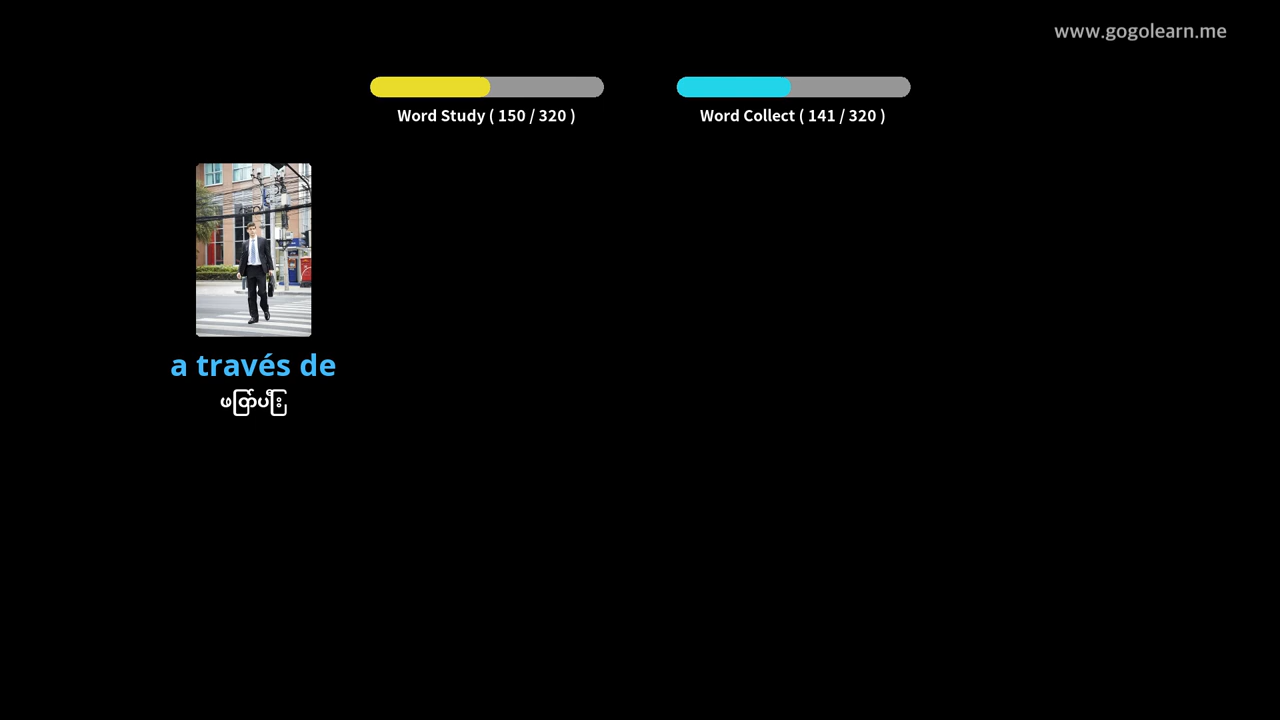 www.gogolearn.me
Word Study ( 150 / 320 )
Word Collect ( 141 / 320 )
a través de
ဖြတ်ပြီး